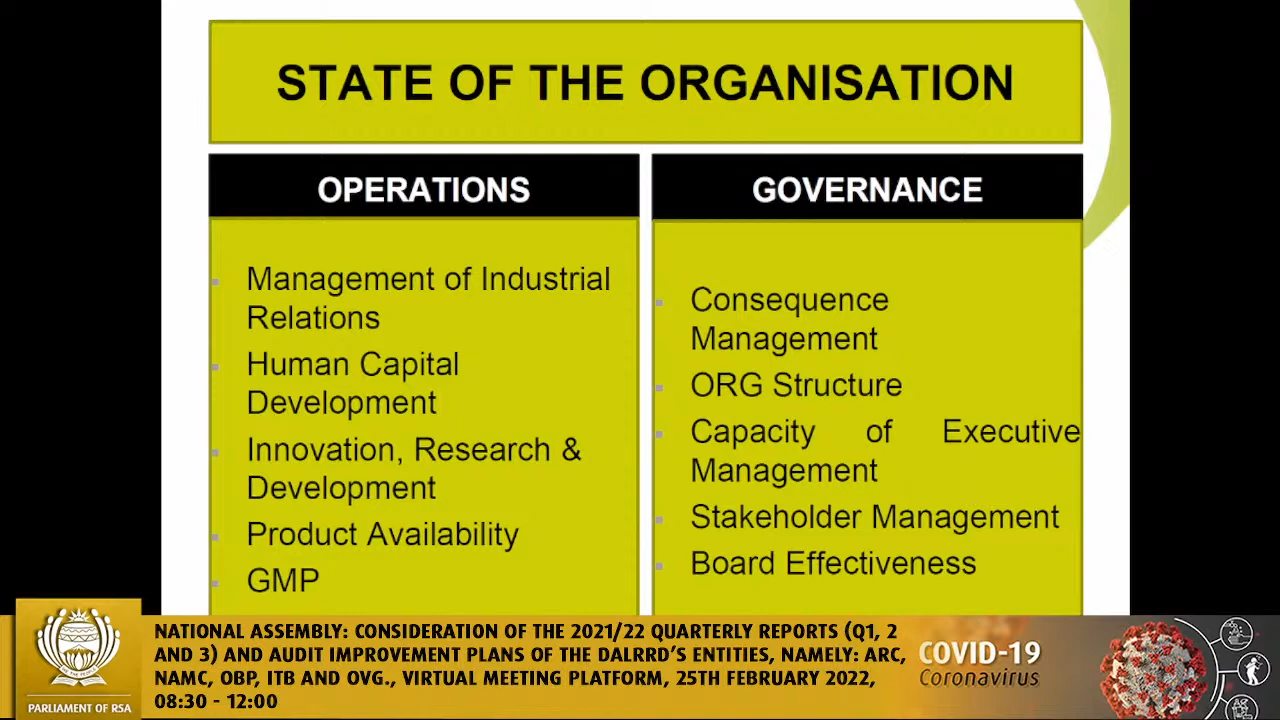 STATE OF THE ORGANISATION
OPERATIONS
Management of Industrial
Relations
Human Capital
Development
Innovation, Research &
Development
Product Availability
GMP
GOVERNANCE
Consequence
Management
ORG Structure
Capacity of Executive
Management
Stakeholder Management
Board Effectiveness
PARLIAMENT OF RSA
NATIONAL ASSEMBLY: CONSIDERATION OF THE 2021/22 QUARTERLY REPORTS (Q1, 2
AND 3) AND AUDIT IMPROVEMENT PLANS OF THE DALRRD'S ENTITIES, NAMELY: ARC,
NAMC, OBP, ITB AND OVG., VIRTUAL MEETING PLATFORM, 25TH FEBRUARY 2022,
08:30 - 12:00
COVID-19
Coronavirus